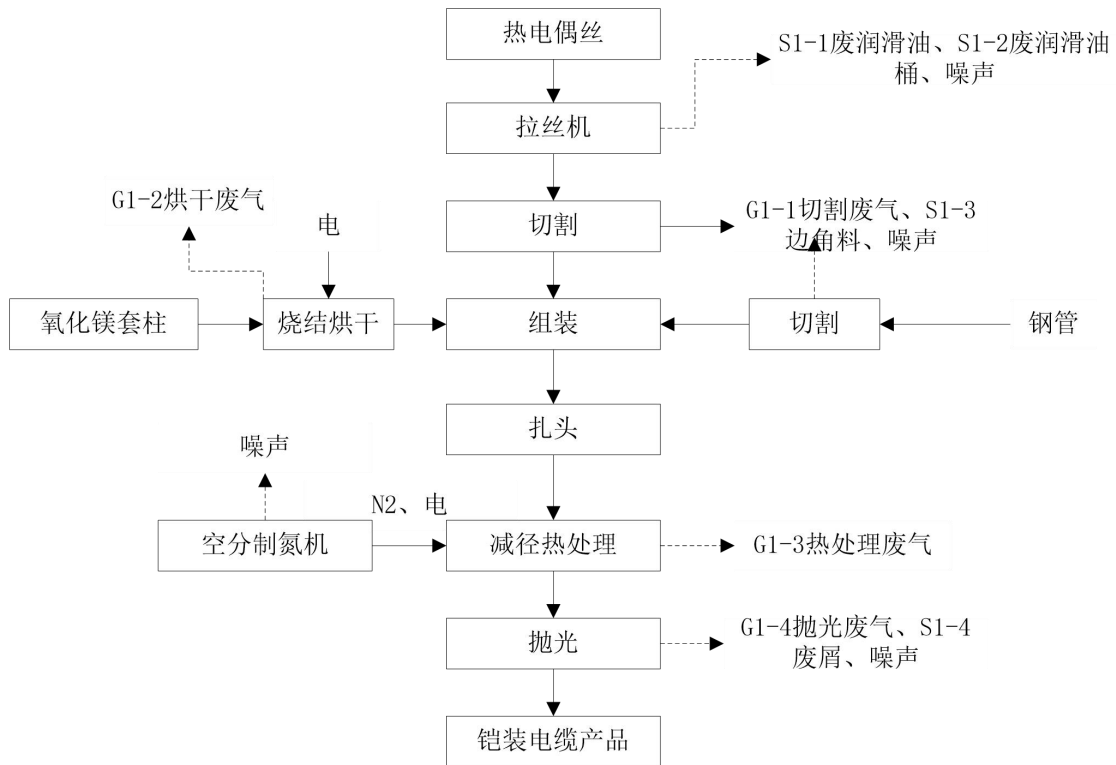 热电偶丝
S1-1废润滑油、S1-2废润滑油
桶、噪声
拉丝机
G1-2烘干废气
电
切割
G1-1切割废气、S1-3
边角料、噪声
氧化镁套柱
烧结烘干
组装
切割
钢管
扎头
噪声
N2、电
空分制氮机
减径热处理
G1-3热处理废气
抛光
G1-4抛光废气、S1-4
废屑、噪声
铠装电缆产品